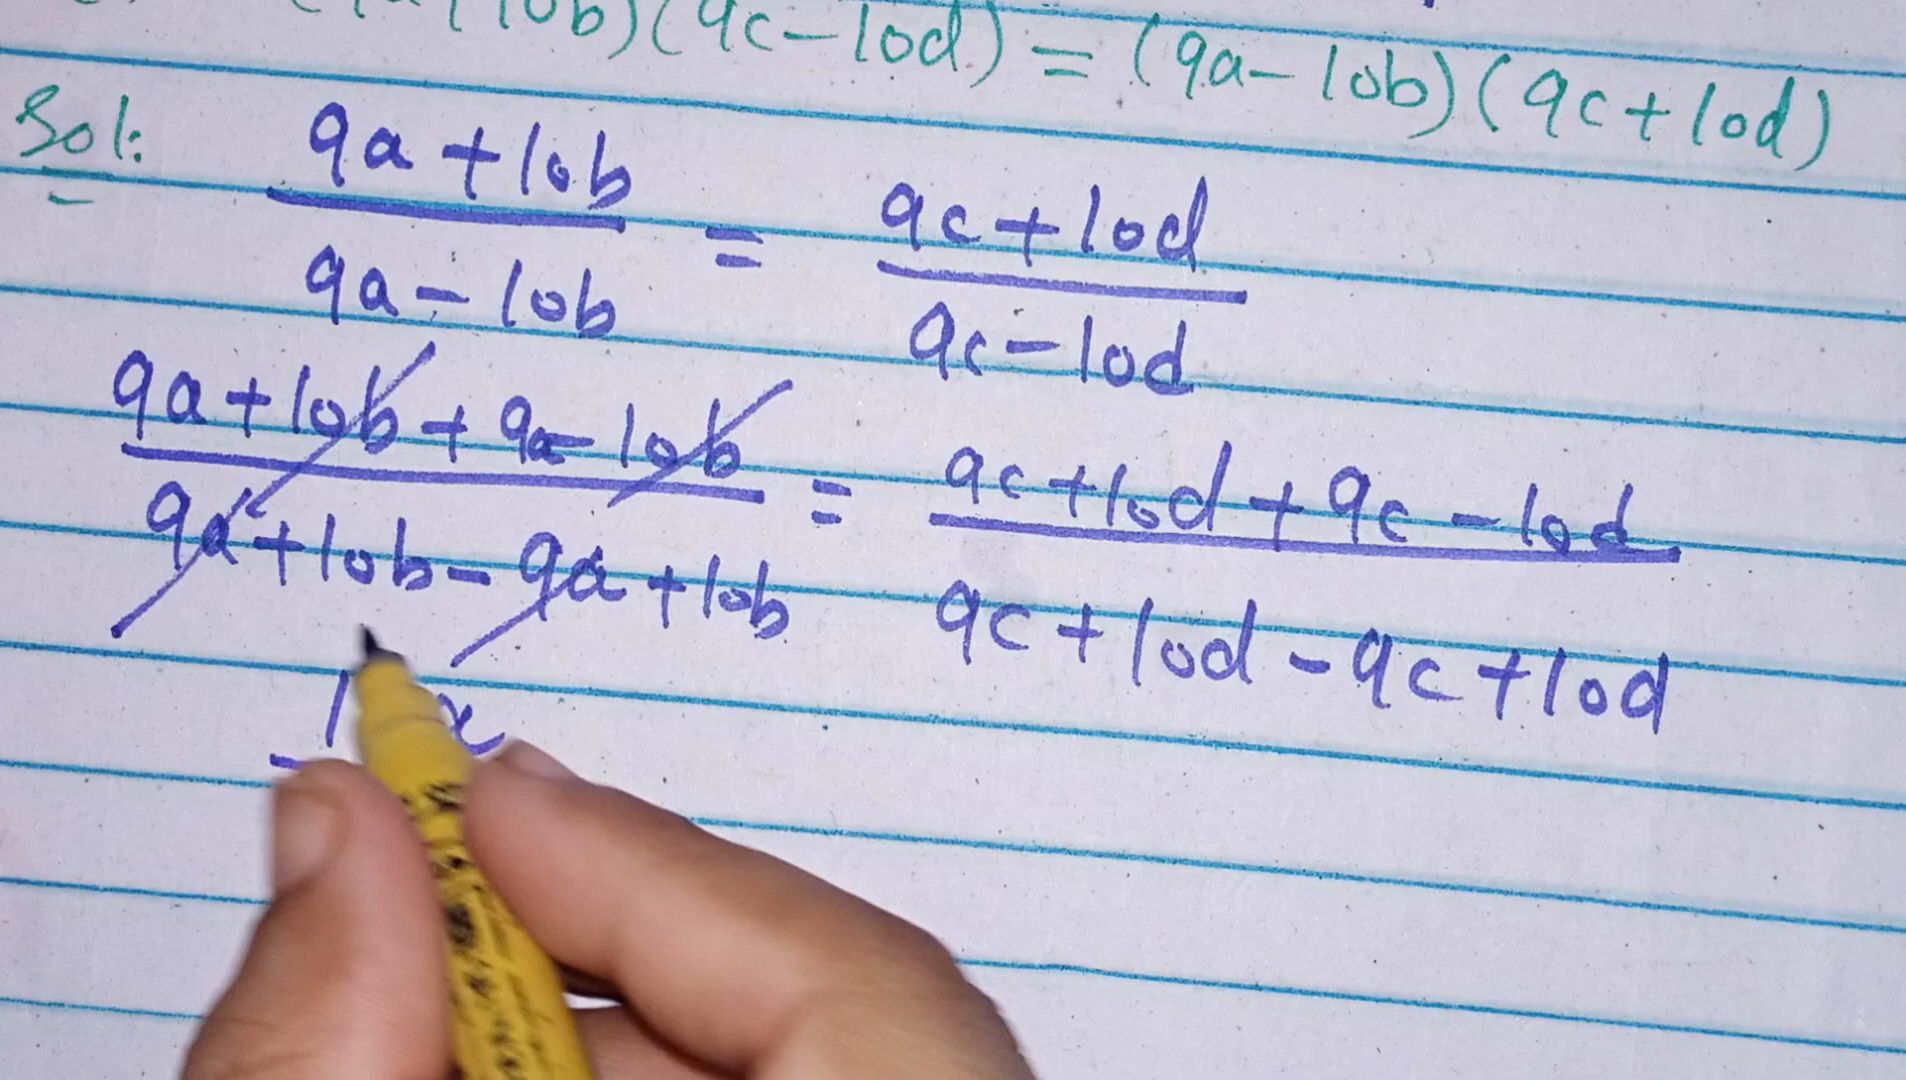 +10b)(9c-10d) = (9a-10b)(9c+10d)
Sol:
9a+10b / 9a-10b = 9c+10d / 9c-10d
9a+10b+9a-10b / 9a+10b-9a+10b = 9c+10d+9c-10d / 9c+10d-9c+10d